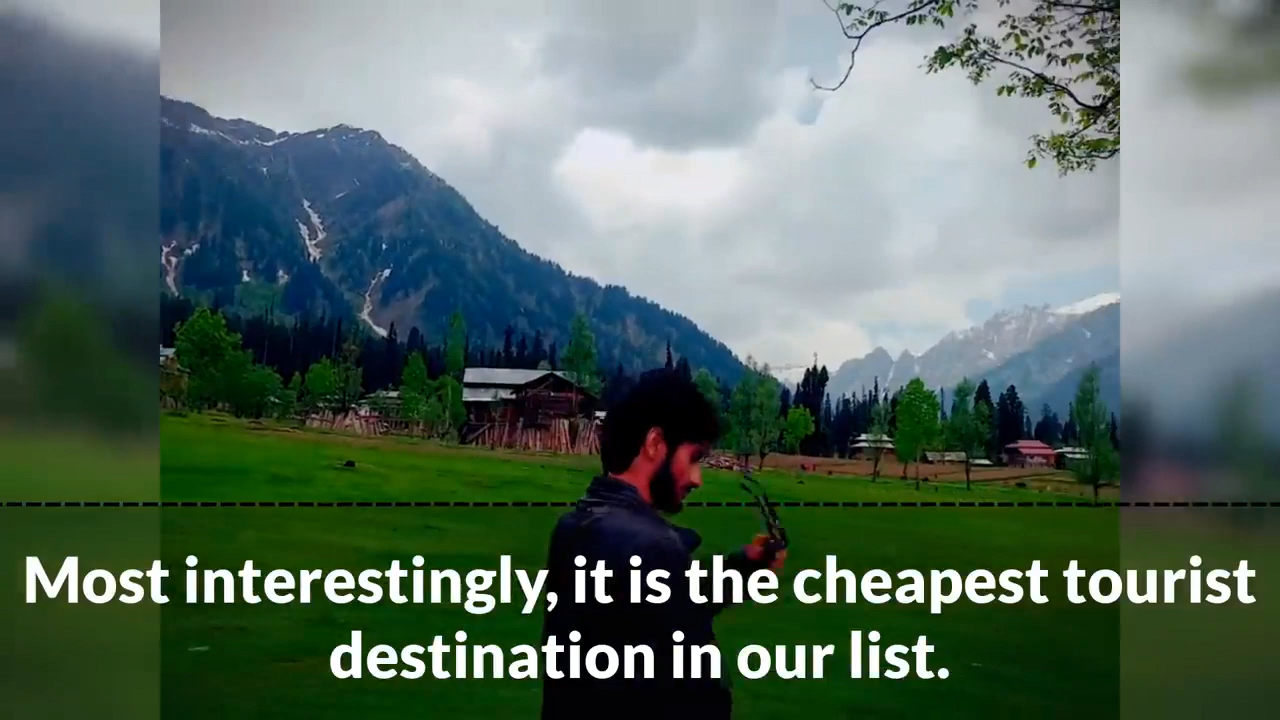 Most interestingly, it is the cheapest tourist
destination in our list.